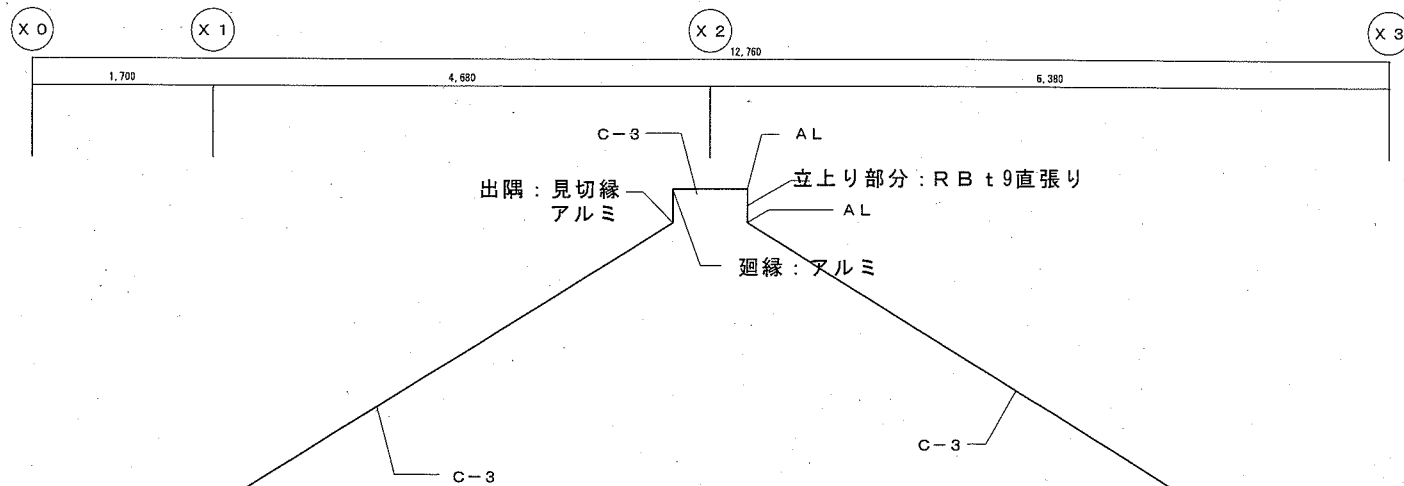 X0
X1
X2
X3
12,760
1,700
4,680
6,380
C-3
AL
出隅：見切縁
アルミ
立上り部分：RBt9直張り
AL
廻縁：アルミ
C-3
C-3